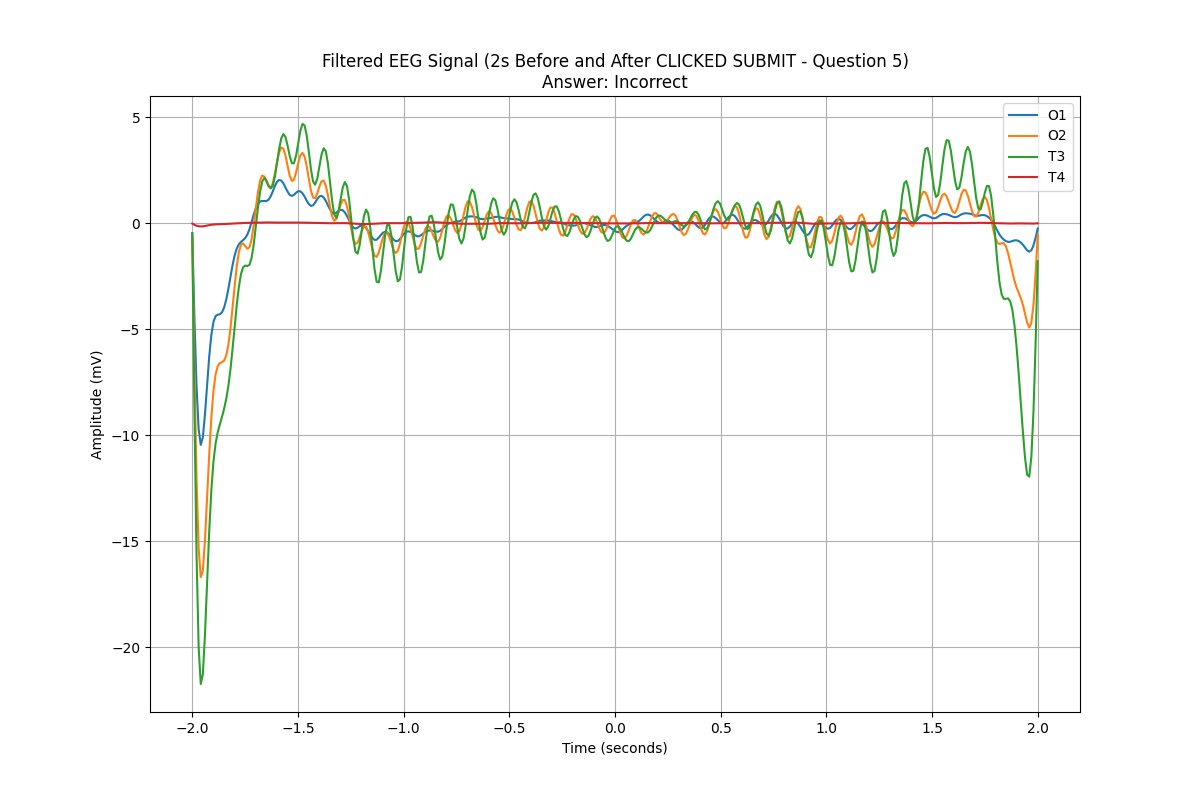 Filtered EEG Signal (2s Before and After CLICKED SUBMIT - Question 5)
Answer: Incorrect
O1
O2
T3
T4
Amplitude (mV)
5
0
−5
−10
−15
−20
−2.0 −1.5 −1.0 −0.5 0.0 0.5 1.0 1.5 2.0
Time (seconds)